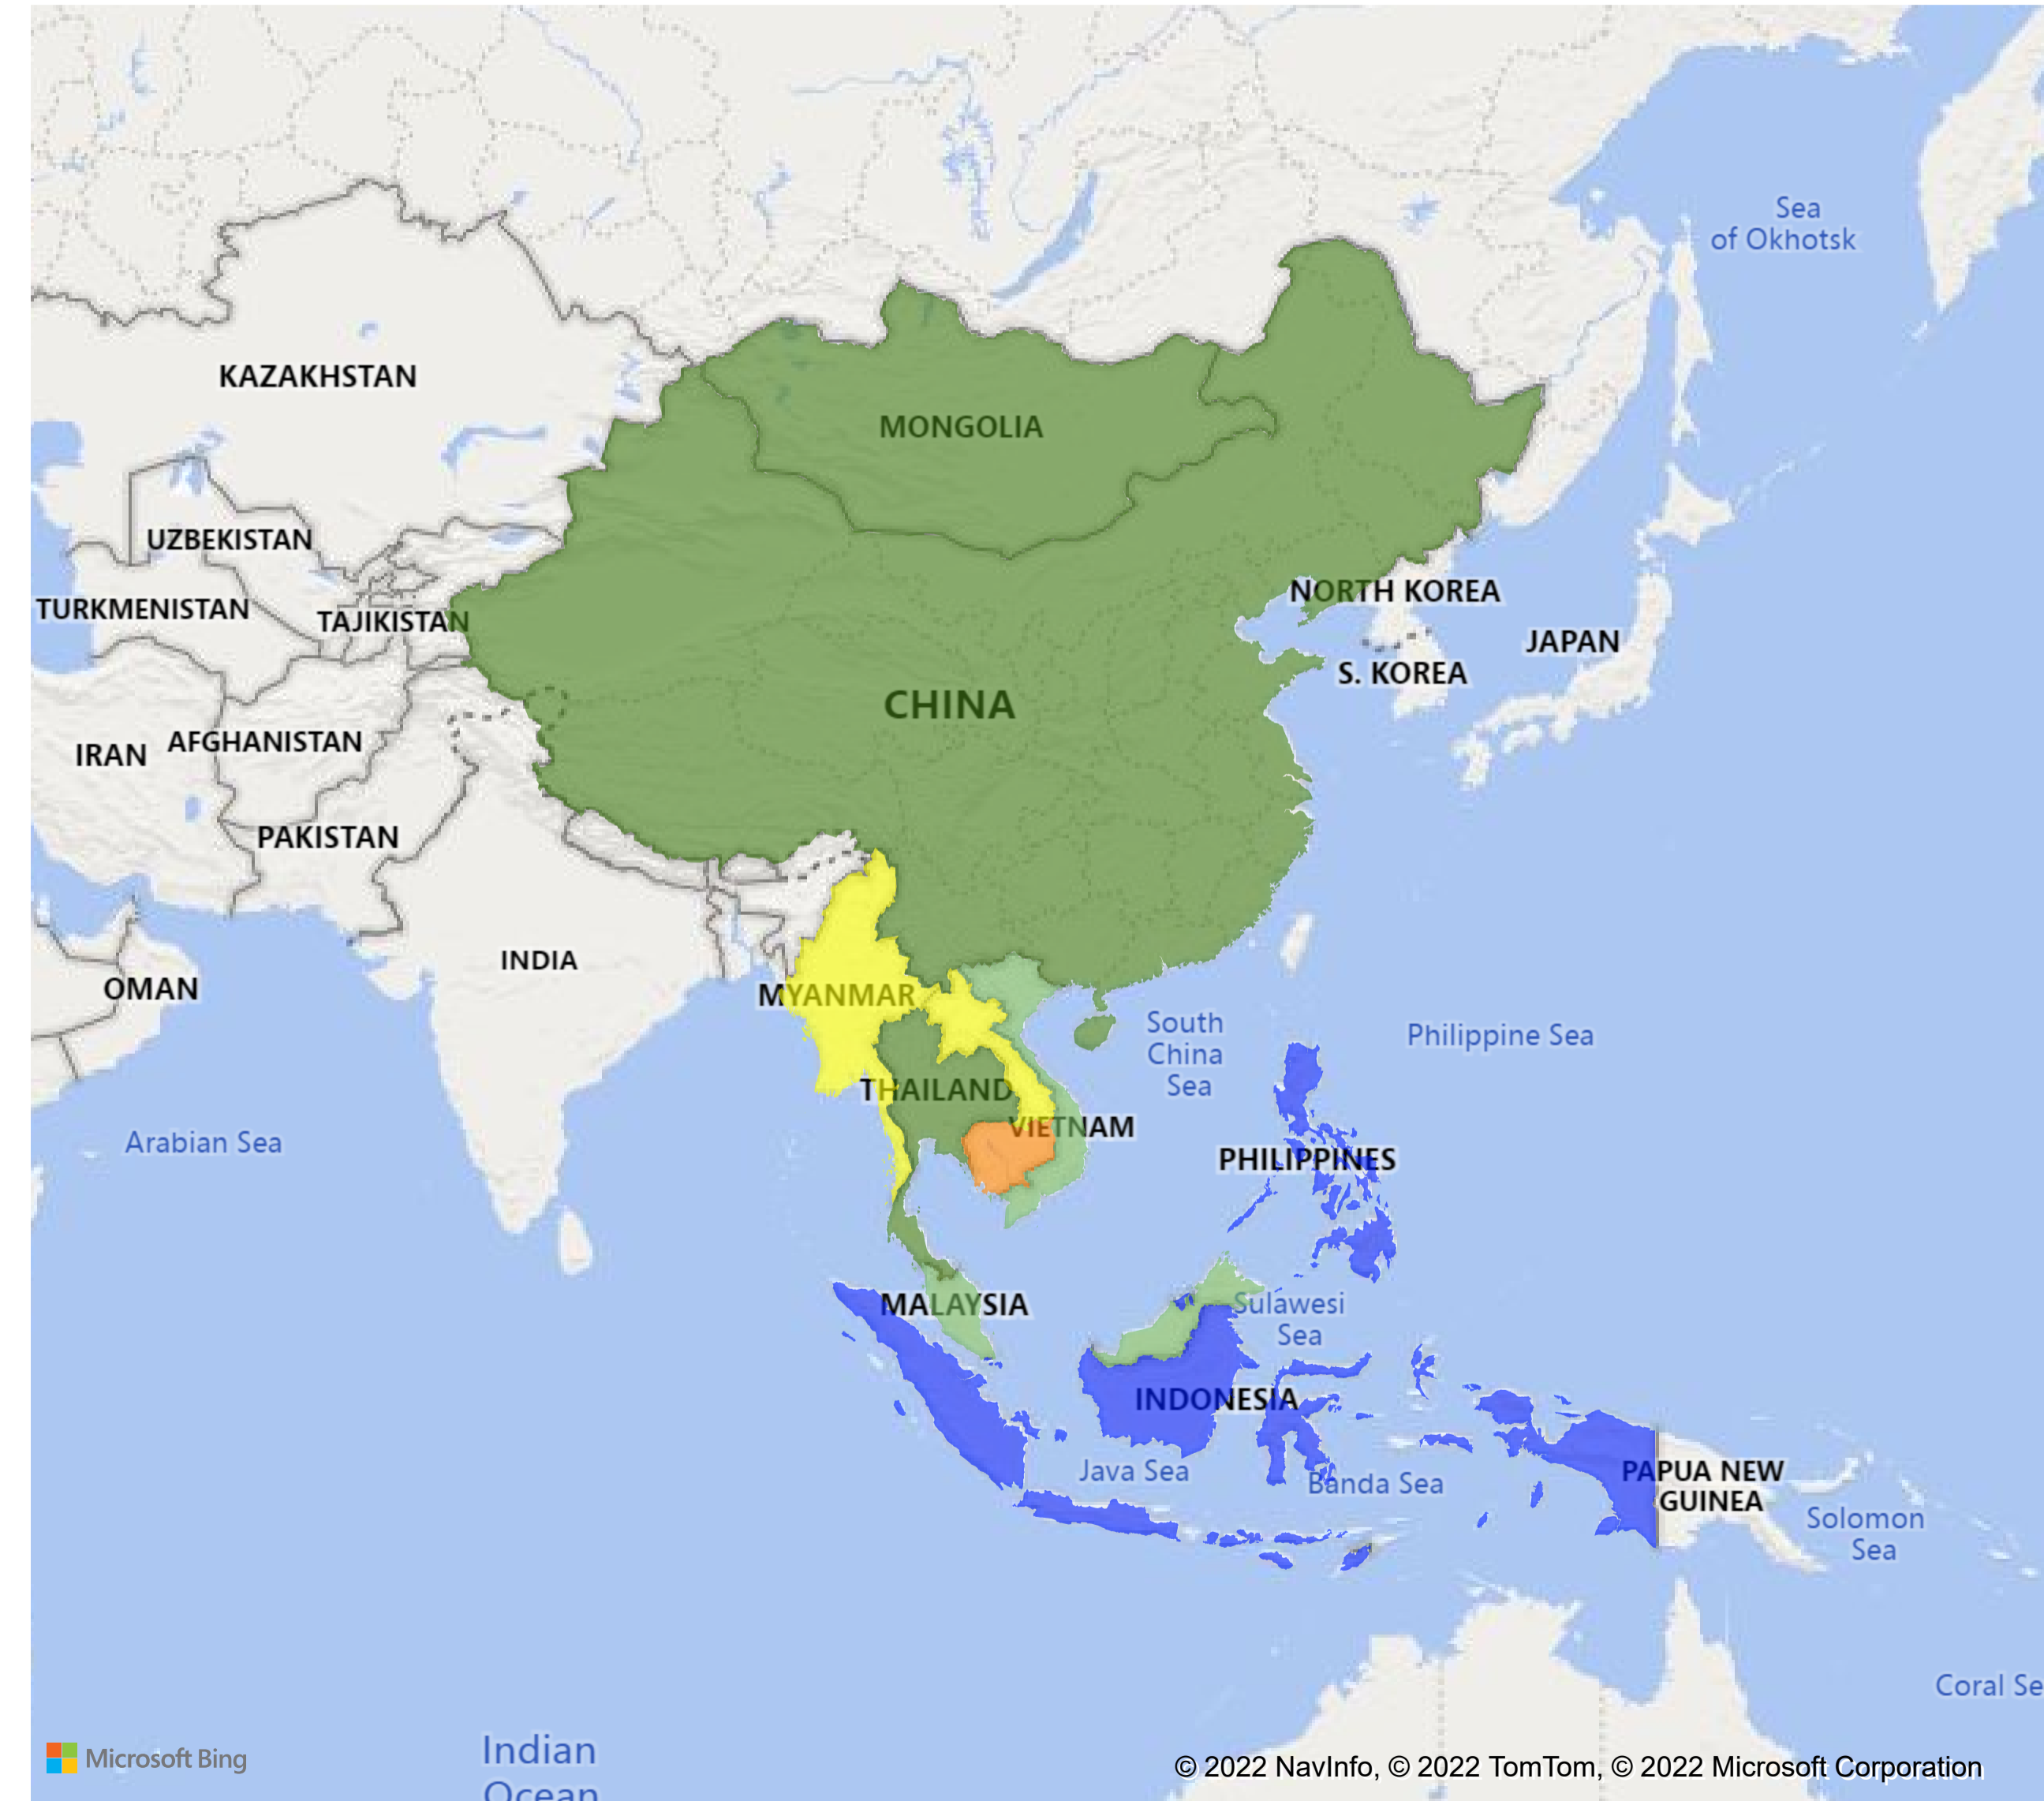 Sea
of Okhotsk
KAZAKHSTAN
MONGOLIA
UZBEKISTAN
NORTH KOREA
TURKMENISTAN
TAJIKISTAN
JAPAN
S. KOREA
CHINA
AFGHANISTAN
IRAN
PAKISTAN
INDIA
OMAN
MYANMAR
South
China
Sea
Philippine Sea
THAILAND
VIETNAM
Arabian Sea
PHILIPPINES
MALAYSIA
Sulawesi
Sea
INDONESIA
Java Sea
Banda Sea
PAPUA NEW
GUINEA
Solomon
Sea
Coral Se
Indian
Ocean
Microsoft Bing
© 2022 NavInfo, © 2022 TomTom, © 2022 Microsoft Corporation